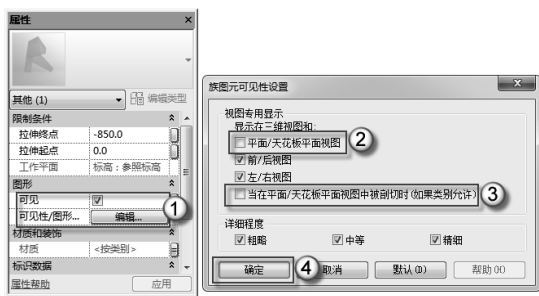 属性
其他 (1)
编辑类型
限制条件
拉伸终点 -850.0
拉伸起点 0.0
工作平面 标高:参照标高
图形
可见
可见性/图形... 编辑...
1
材质和装饰
材质 <按类别>
标识数据
属性帮助 应用
族图元可见性设置
视图专用显示
显示在三维视图和:
平面/天花板平面视图
2
前/后视图
左/右视图
当在平面/天花板平面视图中被剖切时(如果类别允许)
3
详细程度
粗略 中等 精细
确定 4 取消 默认(D) 帮助(H)